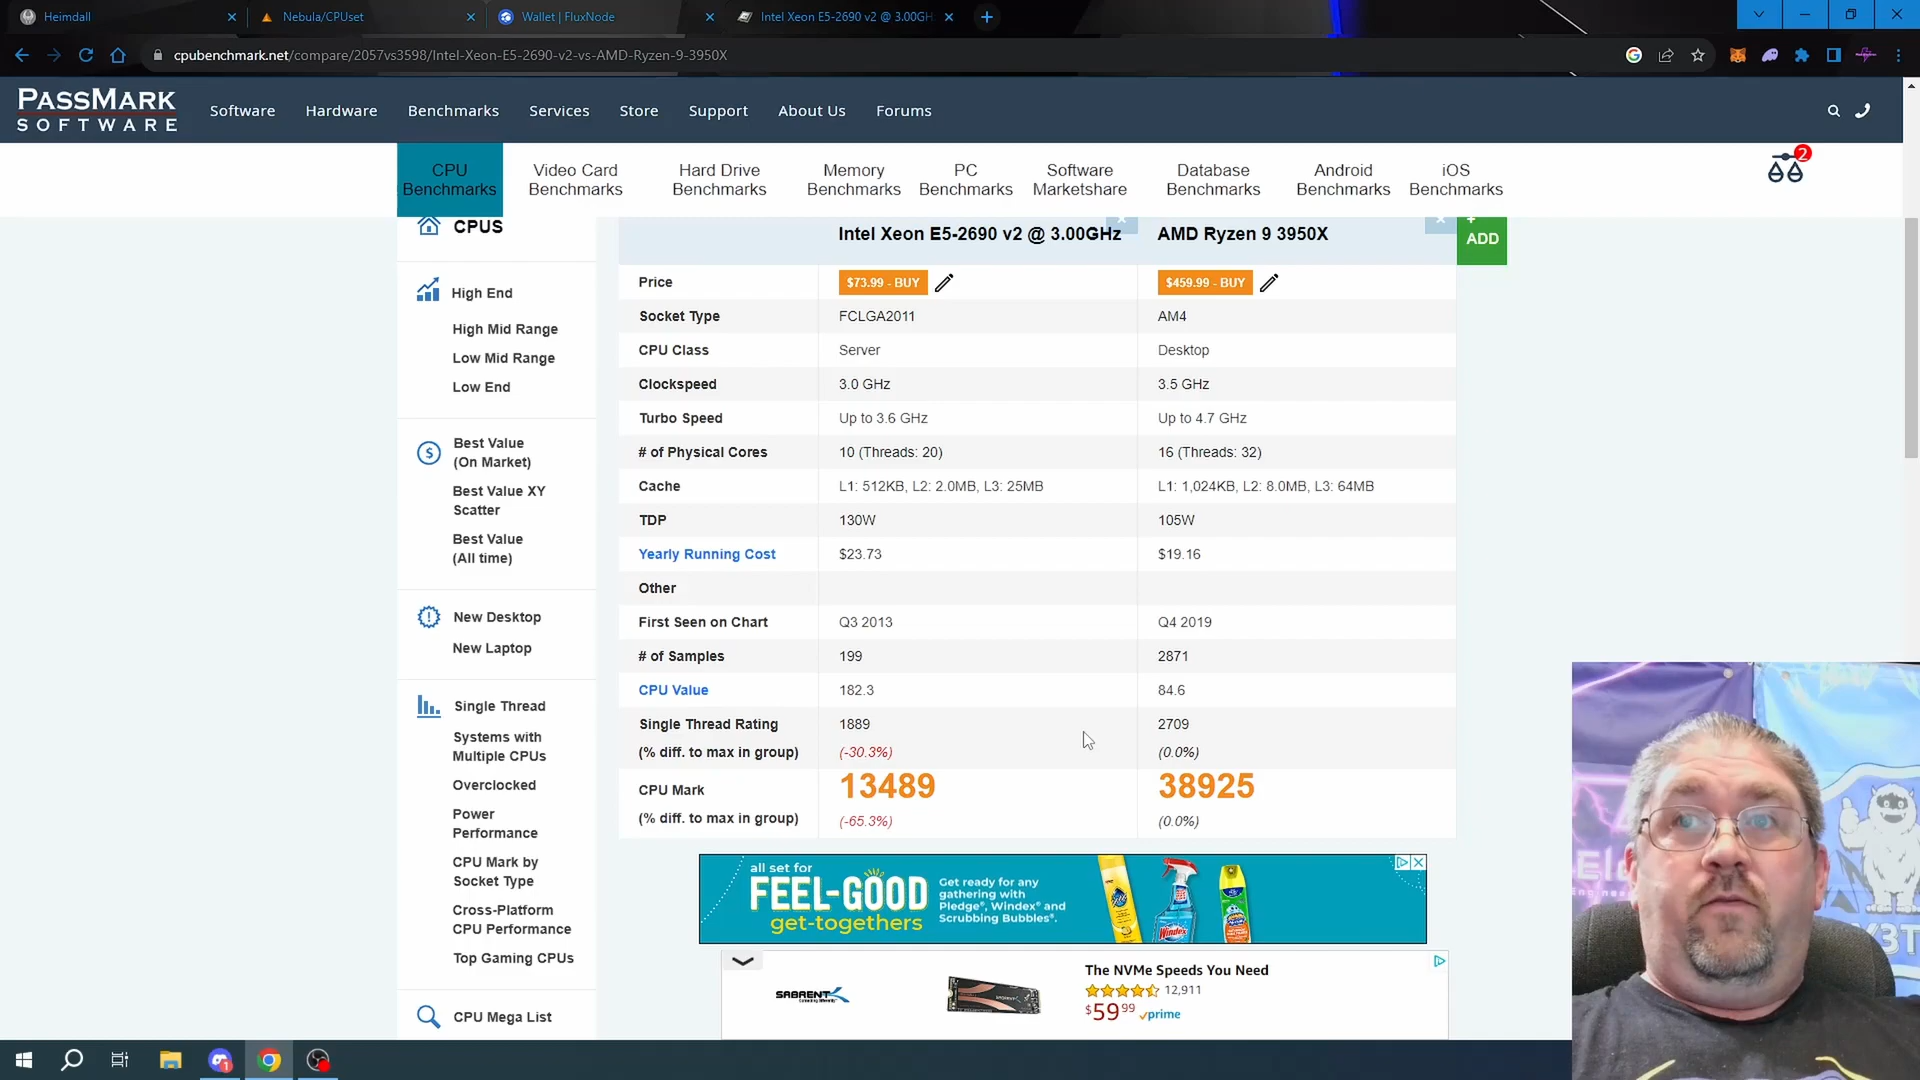 Heimdall
Nebula/CPUset
Wallet | FluxNode
Intel Xeon E5-2690 v2 @ 3.00GH
cpubenchmark.net/compare/2057vs3598/Intel-Xeon-E5-2690-v2-vs-AMD-Ryzen-9-3950X
PASSMARK
SOFTWARE
Software
Hardware
Benchmarks
Services
Store
Support
About Us
Forums
CPU
Benchmarks
Video Card
Benchmarks
Hard Drive
Benchmarks
Memory
Benchmarks
PC
Benchmarks
Software
Marketshare
Database
Benchmarks
Android
Benchmarks
iOS
Benchmarks
2
CPUS
High End
High Mid Range
Low Mid Range
Low End
Best Value
(On Market)
Best Value XY
Scatter
Best Value
(All time)
New Desktop
New Laptop
Single Thread
Systems with
Multiple CPUs
Overclocked
Power
Performance
CPU Mark by
Socket Type
Cross-Platform
CPU Performance
Top Gaming CPUs
CPU Mega List
Intel Xeon E5-2690 v2 @ 3.00GHz AMD Ryzen 9 3950X
+
ADD
Price $73.99 - BUY $459.99 - BUY
Socket Type FCLGA2011 AM4
CPU Class Server Desktop
Clockspeed 3.0 GHz 3.5 GHz
Turbo Speed Up to 3.6 GHz Up to 4.7 GHz
# of Physical Cores 10 (Threads: 20) 16 (Threads: 32)
Cache L1: 512KB, L2: 2.0MB, L3: 25MB L1: 1,024KB, L2: 8.0MB, L3: 64MB
TDP 130W 105W
Yearly Running Cost $23.73 $19.16
Other
First Seen on Chart Q3 2013 Q4 2019
# of Samples 199 2871
CPU Value 182.3 84.6
Single Thread Rating 1889 2709
(% diff. to max in group) (-30.3%) (0.0%)
CPU Mark 13489 38925
(% diff. to max in group) (-65.3%) (0.0%)
all set for
FEEL-GOOD
get-togethers
Get ready for any
gathering with
Pledge®, Windex® and
Scrubbing Bubbles®.
Windex
SABRENT
The NVMe Speeds You Need
12,911
$59 99 prime
1